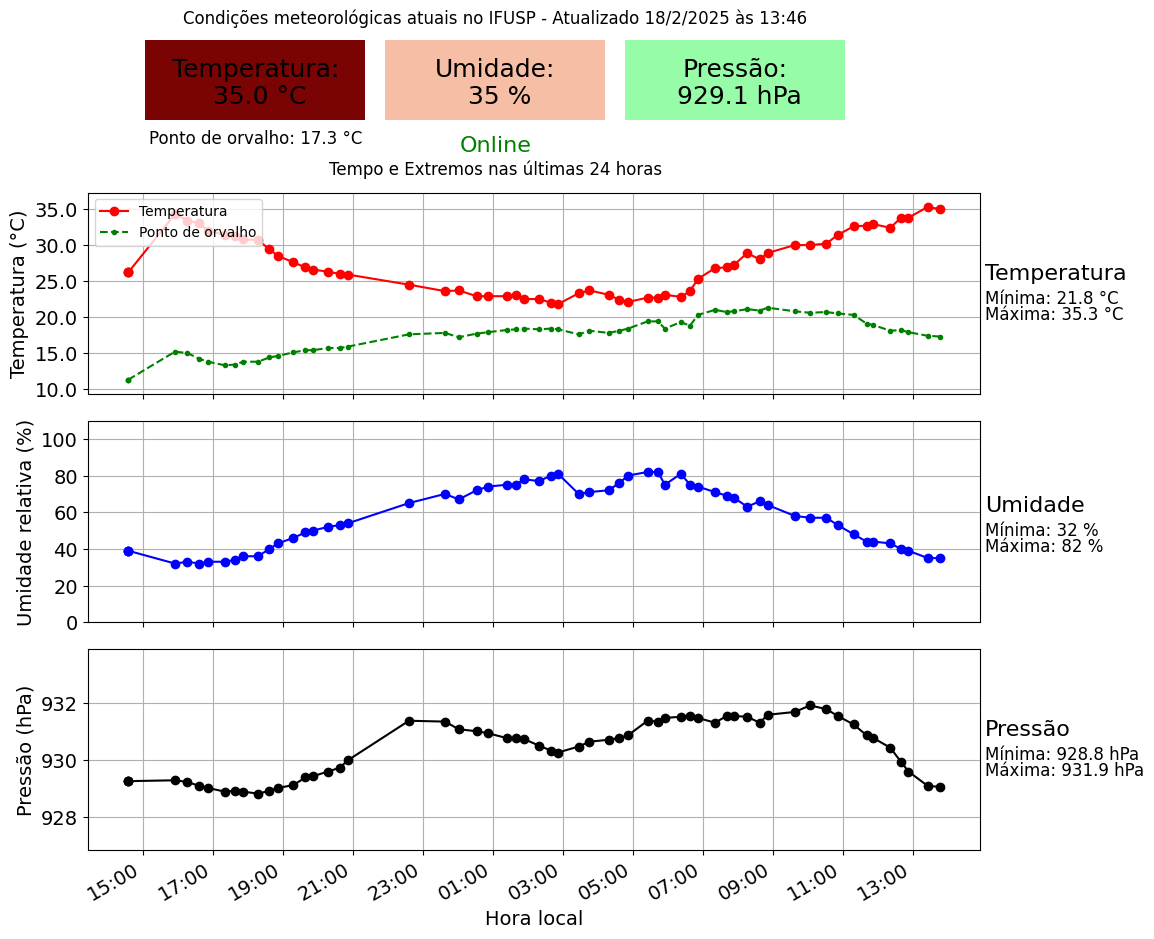 Condições meteorológicas atuais no IFUSP - Atualizado 18/2/2025 às 13:46
Temperatura:
35.0 °C
Umidade:
35 %
Pressão:
929.1 hPa
Ponto de orvalho: 17.3 °C
Online
Tempo e Extremos nas últimas 24 horas
Temperatura (°C)
35.0
30.0
25.0
20.0
15.0
10.0
Temperatura
Ponto de orvalho
Temperatura
Mínima: 21.8 °C
Máxima: 35.3 °C
Umidade relativa (%)
100
80
60
40
20
0
Umidade
Mínima: 32 %
Máxima: 82 %
Pressão (hPa)
932
930
928
Pressão
Mínima: 928.8 hPa
Máxima: 931.9 hPa
15:00 17:00 19:00 21:00 23:00 01:00 03:00 05:00 07:00 09:00 11:00 13:00
Hora local